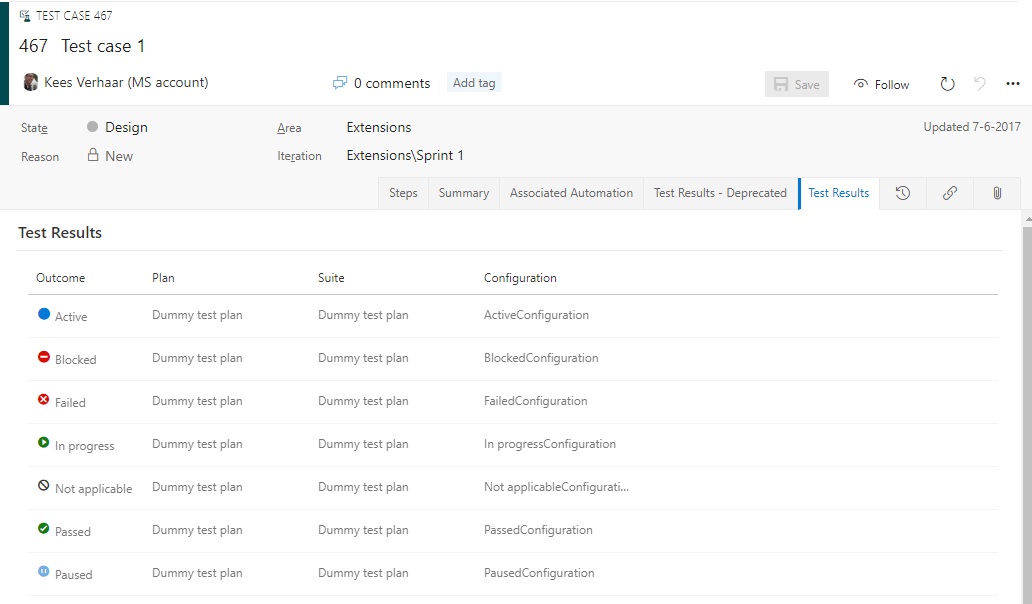 TEST CASE 467
467 Test case 1
Kees Verhaar (MS account) 0 comments Add tag Save Follow
State Design Area Extensions Updated 7-6-2017
Reason New Iteration Extensions\Sprint 1
Steps Summary Associated Automation Test Results - Deprecated Test Results
Test Results
Outcome Plan Suite Configuration
Active Dummy test plan Dummy test plan ActiveConfiguration
Blocked Dummy test plan Dummy test plan BlockedConfiguration
Failed Dummy test plan Dummy test plan FailedConfiguration
In progress Dummy test plan Dummy test plan In progressConfiguration
Not applicable Dummy test plan Dummy test plan Not applicableConfigurati...
Passed Dummy test plan Dummy test plan PassedConfiguration
Paused Dummy test plan Dummy test plan PausedConfiguration